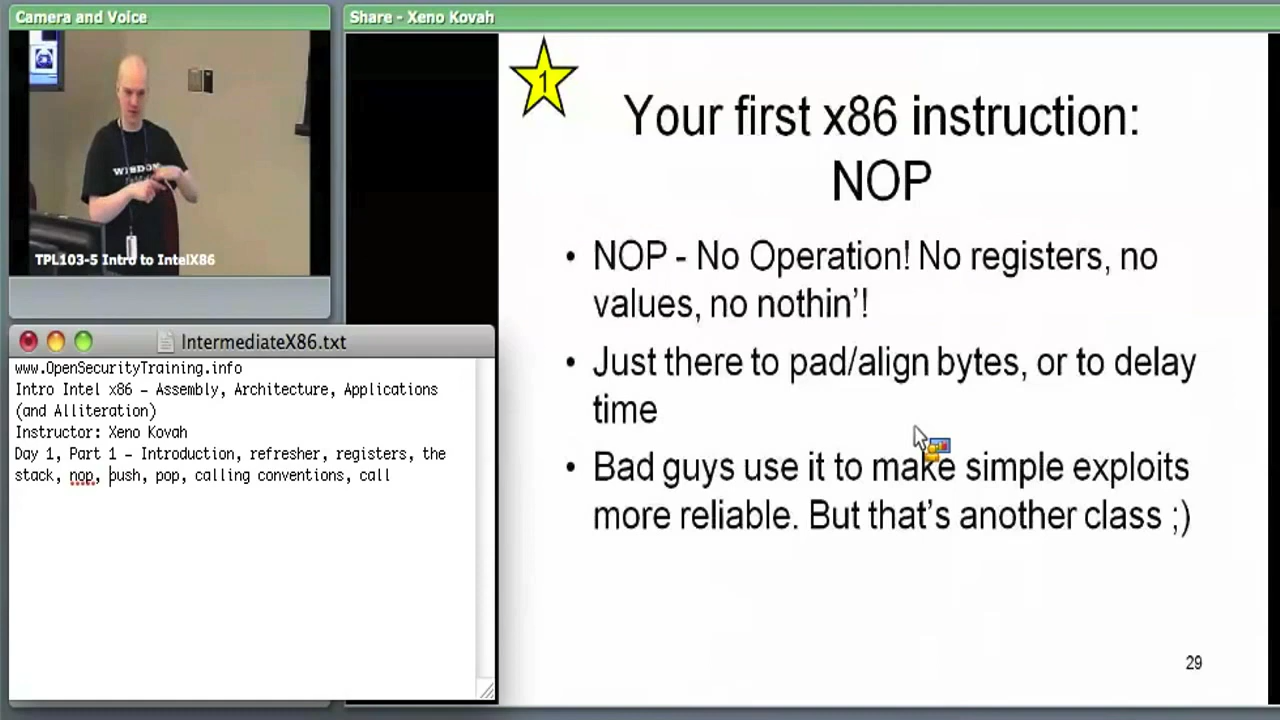 Camera and Voice
WISDOM
TPL103-5 Intro to IntelX86
IntermediateX86.txt
www.OpenSecurityTraining.info
Intro Intel x86 – Assembly, Architecture, Applications
(and Alliteration)
Instructor: Xeno Kovah
Day 1, Part 1 – Introduction, refresher, registers, the
stack, nop, push, pop, calling conventions, call
Share - Xeno Kovah
1
Your first x86 instruction:
NOP
• NOP - No Operation! No registers, no
values, no nothin’!
• Just there to pad/align bytes, or to delay
time
• Bad guys use it to make simple exploits
more reliable. But that’s another class ;)
29